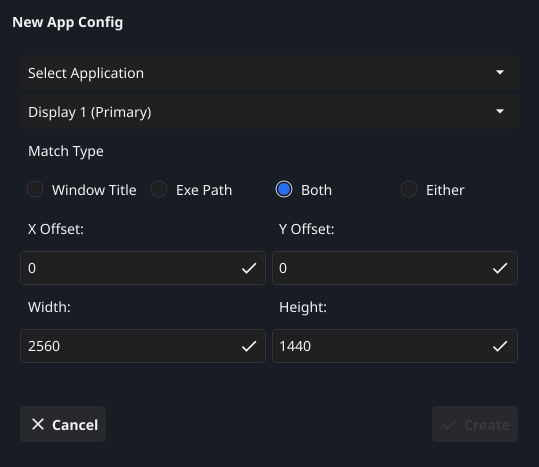 New App Config
Select Application
Display 1 (Primary)
Match Type
Window Title Exe Path Both Either
X Offset: Y Offset:
0 0
Width: Height:
2560 1440
Cancel Create